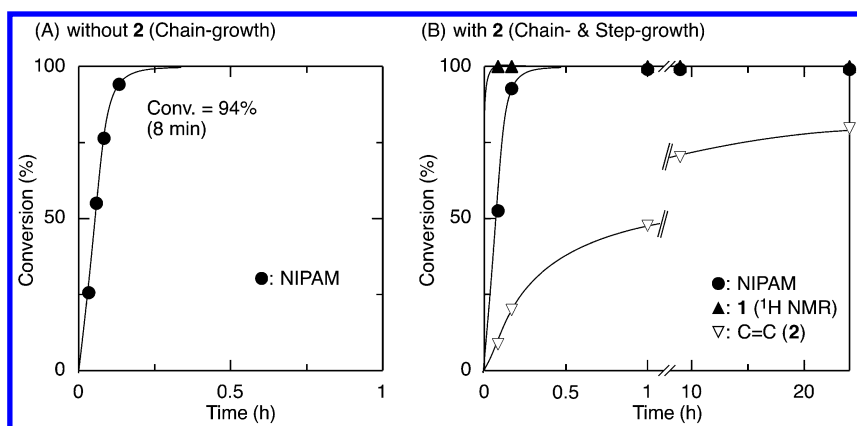 (A) without 2 (Chain-growth)
100
50
0
Conversion (%)
Conv. = 94%
(8 min)
●: NIPAM
0 0.5 1
Time (h)
(B) with 2 (Chain- & Step-growth)
100
50
0
Conversion (%)
●: NIPAM
▲: 1 (¹H NMR)
▽: C=C (2)
0 0.5 1 10 20
Time (h)